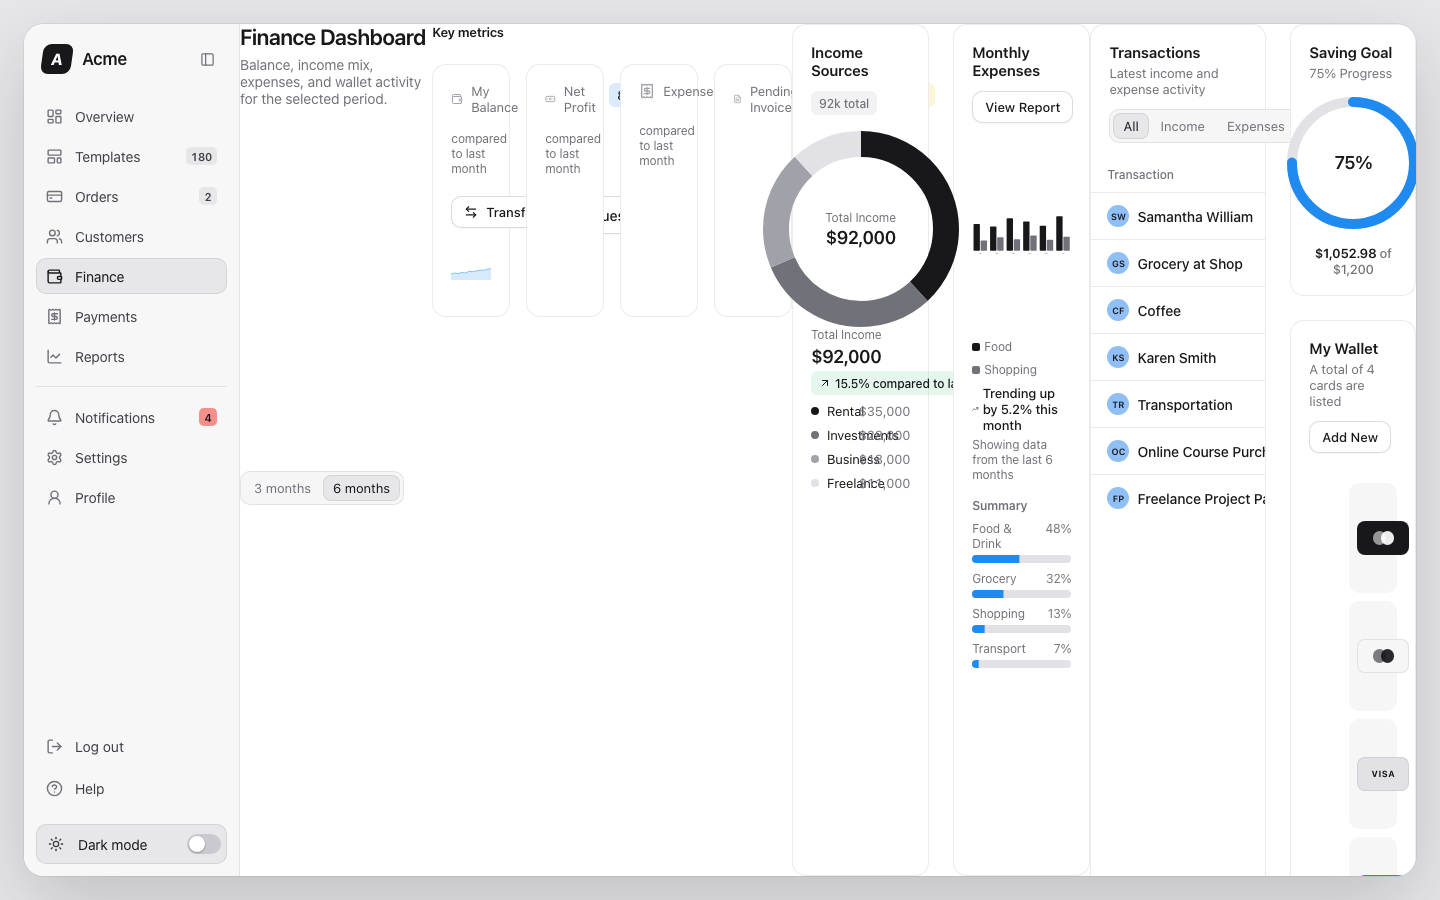 A Acme
Overview
Templates 180
Orders 2
Customers
Finance
Payments
Reports
Notifications 4
Settings
Profile
Log out
Help
Dark mode
Finance Dashboard
Balance, income mix,
expenses, and wallet activity
for the selected period.
3 months 6 months
Key metrics
My
Balance
compared
to last
month
Transf
Net
Profit
compared
to last
month
ues
Expense
compared
to last
month
Pending
Invoice
Income
Sources
92k total
Total Income
$92,000
Total Income
$92,000
15.5% compared to la
Rental $35,000
Investments
Business
Freelance
Monthly
Expenses
View Report
Food
Shopping
Trending up
by 5.2% this
month
Showing data
from the last 6
months
Summary
Food &
Drink 48%
Grocery 32%
Shopping 13%
Transport 7%
Transactions
Latest income and
expense activity
All Income Expenses
Transaction
SW Samantha William
GS Grocery at Shop
CF Coffee
KS Karen Smith
TR Transportation
OC Online Course Purch
FP Freelance Project Pa
Saving Goal
75% Progress
75%
$1,052.98 of
$1,200
My Wallet
A total of 4
cards are
listed
Add New
VISA